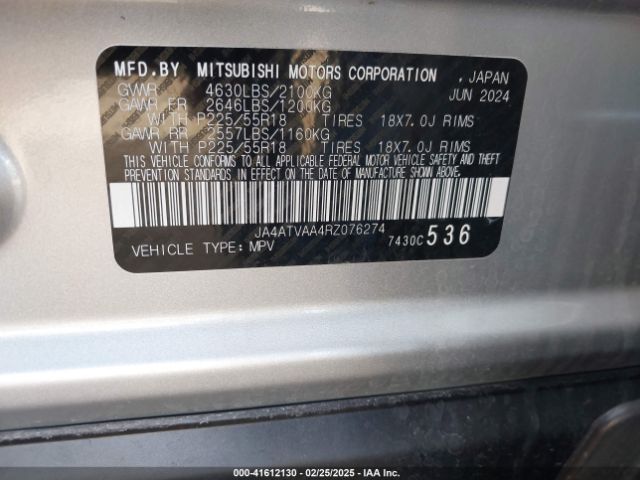 MFD.BY MITSUBISHI MOTORS CORPORATION , JAPAN
GVWR 4630LBS/2100KG JUN 2024
GAWR FR 2646LBS/1200KG
WITH P225/55R18 TIRES 18X7.0J RIMS
GAWR RR 2557LBS/1160KG
WITH P225/55R18 TIRES 18X7.0J RIMS
THIS VEHICLE CONFORMS TO ALL APPLICABLE FEDERAL MOTOR VEHICLE SAFETY AND THEFT
PREVENTION STANDARDS IN EFFECT ON THE DATE OF MANUFACTURE SHOWN ABOVE.
JA4ATVAA4RZ076274
VEHICLE TYPE:MPV 7430C 536
000-41612130 - 02/25/2025 - IAA Inc.